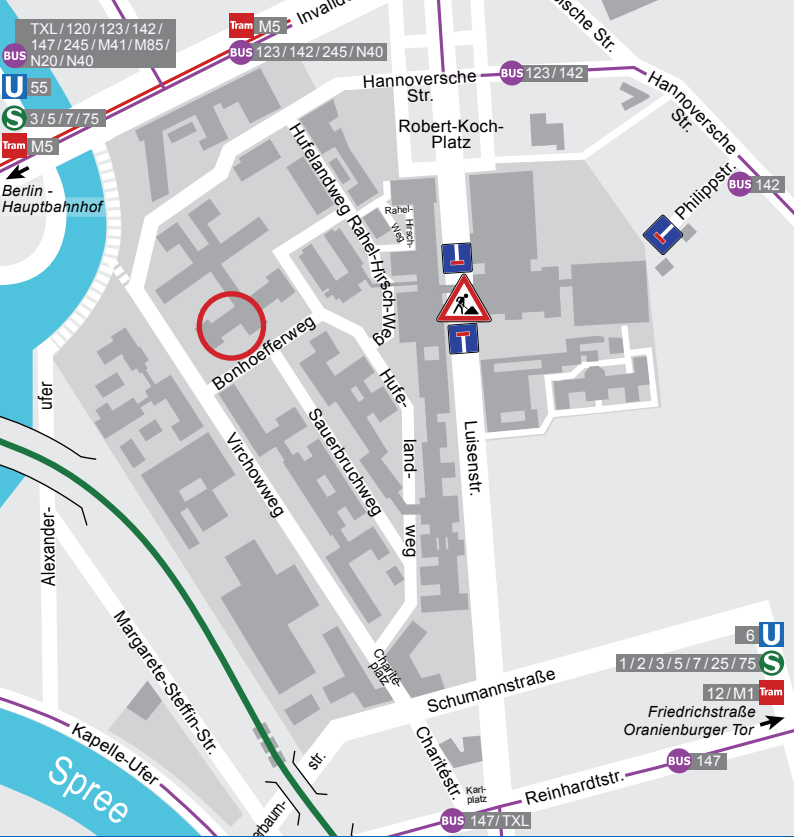 TXL/120/123/142/
147/245/M41/M85/
N20/N40
BUS
U 55
S 3/5/7/75
Tram M5
Berlin -
Hauptbahnhof
Tram M5
BUS 123/142/245/N40
Hannoversche
Str.
BUS 123/142
Robert-Koch-
Platz
Hannoversche
Str.
BUS 142
Philippstr.
Hufelandweg
Rahel-Hirsch-We
g
Rahel-
Hirsch-
weg
Bonhoefferweg
Hufe-
land-
weg
Sauerbruchweg
Virchowweg
Luisenstr.
ufer
Alexander-
Margarete-Steffin-Str.
Charité-
platz
Schumannstraße
6 U
1/2/3/5/7/25/75 S
12/M1 Tram
Friedrichstraße
Oranienburger Tor
Kapelle-Ufer
Spree
str.
Charitéstr.
Karl-
platz
Reinhardtstr.
BUS 147
BUS 147/TXL